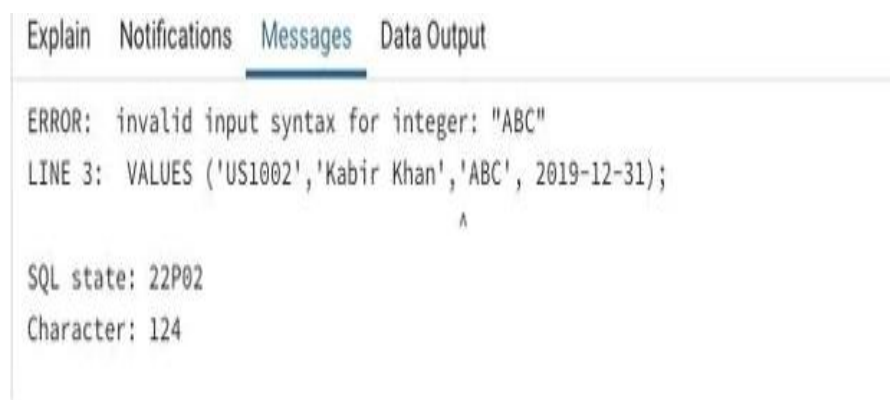 Explain Notifications Messages Data Output
ERROR: invalid input syntax for integer: "ABC"
LINE 3: VALUES ('US1002','Kabir Khan','ABC', 2019-12-31);
^
SQL state: 22P02
Character: 124